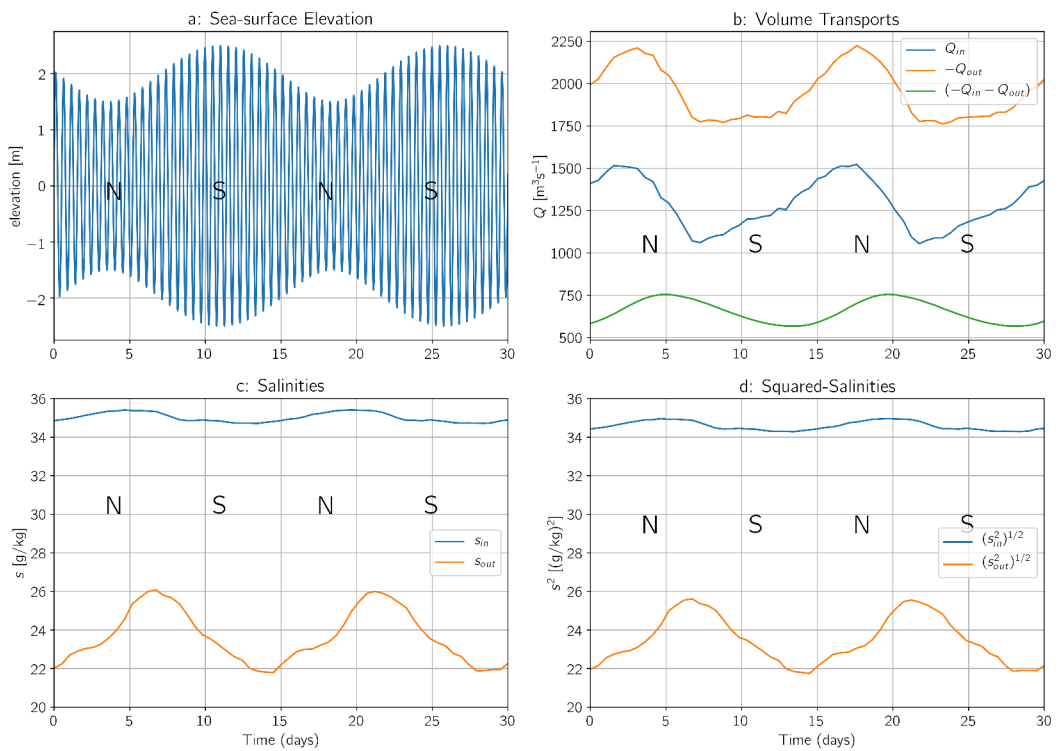 a: Sea-surface Elevation
elevation [m]
2
1
0
−1
−2
N
S
N
S
0
5
10
15
20
25
30
b: Volume Transports
Q [m³s⁻¹]
2250
2000
1750
1500
1250
1000
750
500
Q_in
−Q_out
(−Q_in − Q_out)
N
S
N
S
0
5
10
15
20
25
30
c: Salinities
s [g/kg]
36
34
32
30
28
26
24
22
20
N
S
N
S
s_in
s_out
0
5
10
15
20
25
30
Time (days)
d: Squared-Salinities
s² [(g/kg)²]
36
34
32
30
28
26
24
22
20
N
S
N
S
(s²_in)^1/2
(s²_out)^1/2
0
5
10
15
20
25
30
Time (days)